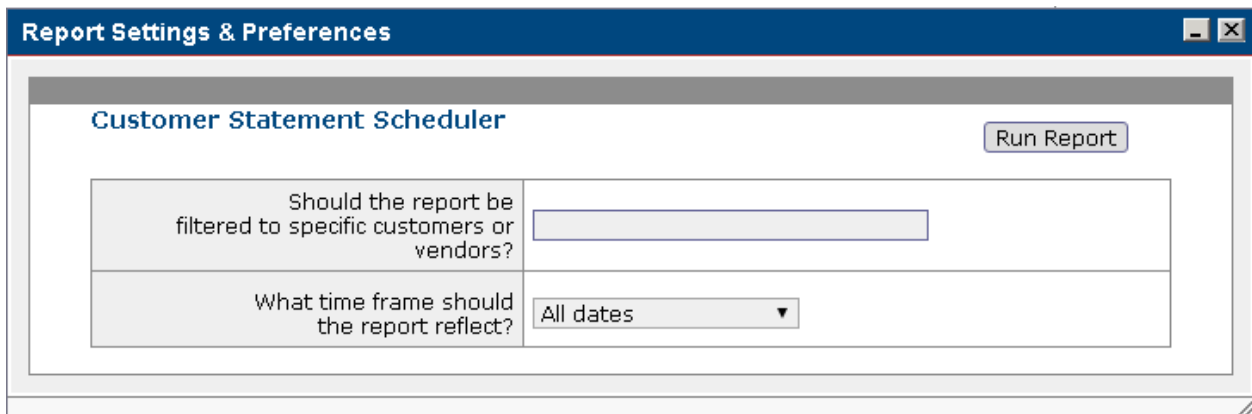 Report Settings & Preferences
Customer Statement Scheduler
Run Report
Should the report be
filtered to specific customers or
vendors?
What time frame should
the report reflect?
All dates